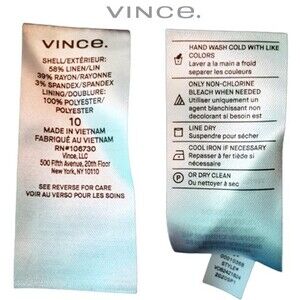 VINCE.
VINCE.
SHELL/EXTÉRIEUR:
58% LINEN/LIN
39% RAYON/RAYONNE
3% SPANDEX/SPANDEX
LINING/DOUBLURE:
100% POLYESTER/
POLYESTER
10
MADE IN VIETNAM
FABRIQUÉ AU VIETNAM
RN#106730
Vince, LLC
500 Fifth Avenue, 20th Floor
New York, NY 10110
SEE REVERSE FOR CARE
VOIR AU VERSO POUR LES SOINS
HAND WASH COLD WITH LIKE
COLORS
Laver a la main a froid
separer les couleurs
ONLY NON-CHLORINE
BLEACH WHEN NEEDED
Utiliser uniquement un
agent blanchissant non
decolorant si besoin est
LINE DRY
Suspendre pour sécher
COOL IRON IF NECESSARY
Repasser à fer tiède si
nécessaire
OR DRY CLEAN
Ou nettoyer à sec
STYLE#